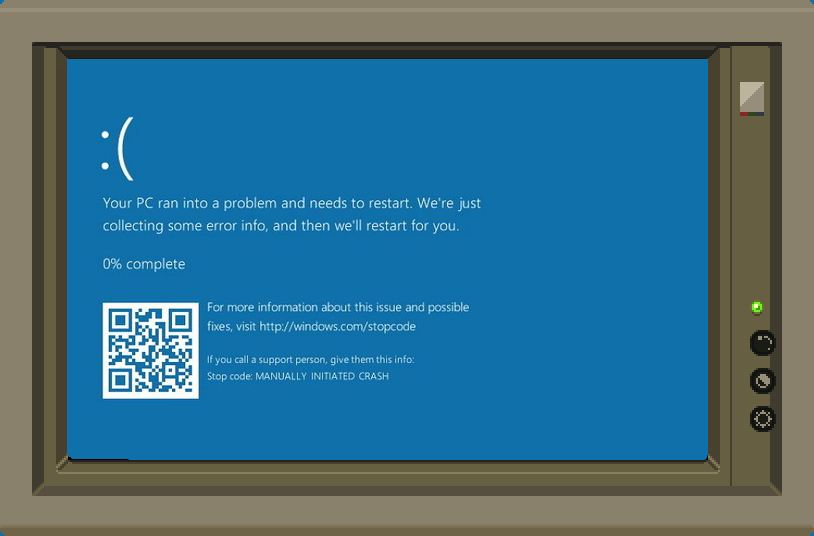 :(
Your PC ran into a problem and needs to restart. We're just
collecting some error info, and then we'll restart for you.
0% complete
For more information about this issue and possible
fixes, visit http://windows.com/stopcode
If you call a support person, give them this info:
Stop code: MANUALLY INITIATED CRASH